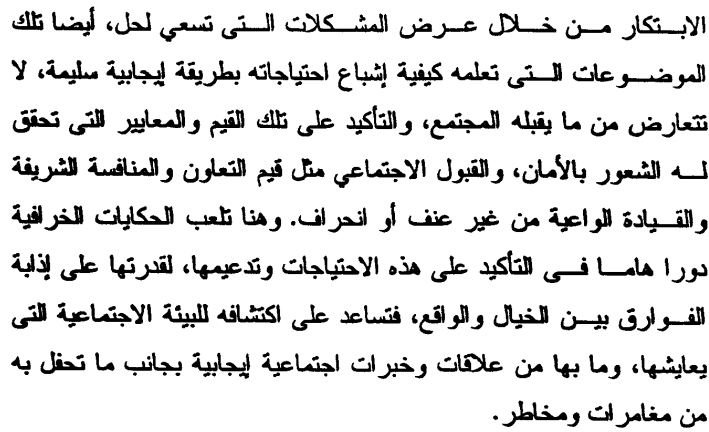 الابتكار من خلال عرض المشكلات التى تسعي لحل، أيضا تلك
الموضوعات التى تعلمه كيفية إشباع احتياجاته بطريقة إيجابية سليمة، لا
تتعارض من ما يقبله المجتمع، والتأكيد على تلك القيم والمعايير التى تحقق
له الشعور بالأمان، والقبول الاجتماعي مثل قيم التعاون والمنافسة الشريفة
والقيادة الواعية من غير عنف أو انحراف. وهنا تلعب الحكايات الخرافية
دورا هاما فى التأكيد على هذه الاحتياجات وتدعيمها، لقدرتها على إذابة
الفوارق بين الخيال والواقع، فتساعد على اكتشافه للبيئة الاجتماعية التى
يعايشها، وما بها من علاقات وخبرات اجتماعية إيجابية بجانب ما تحفل به
من مغامرات ومخاطر.